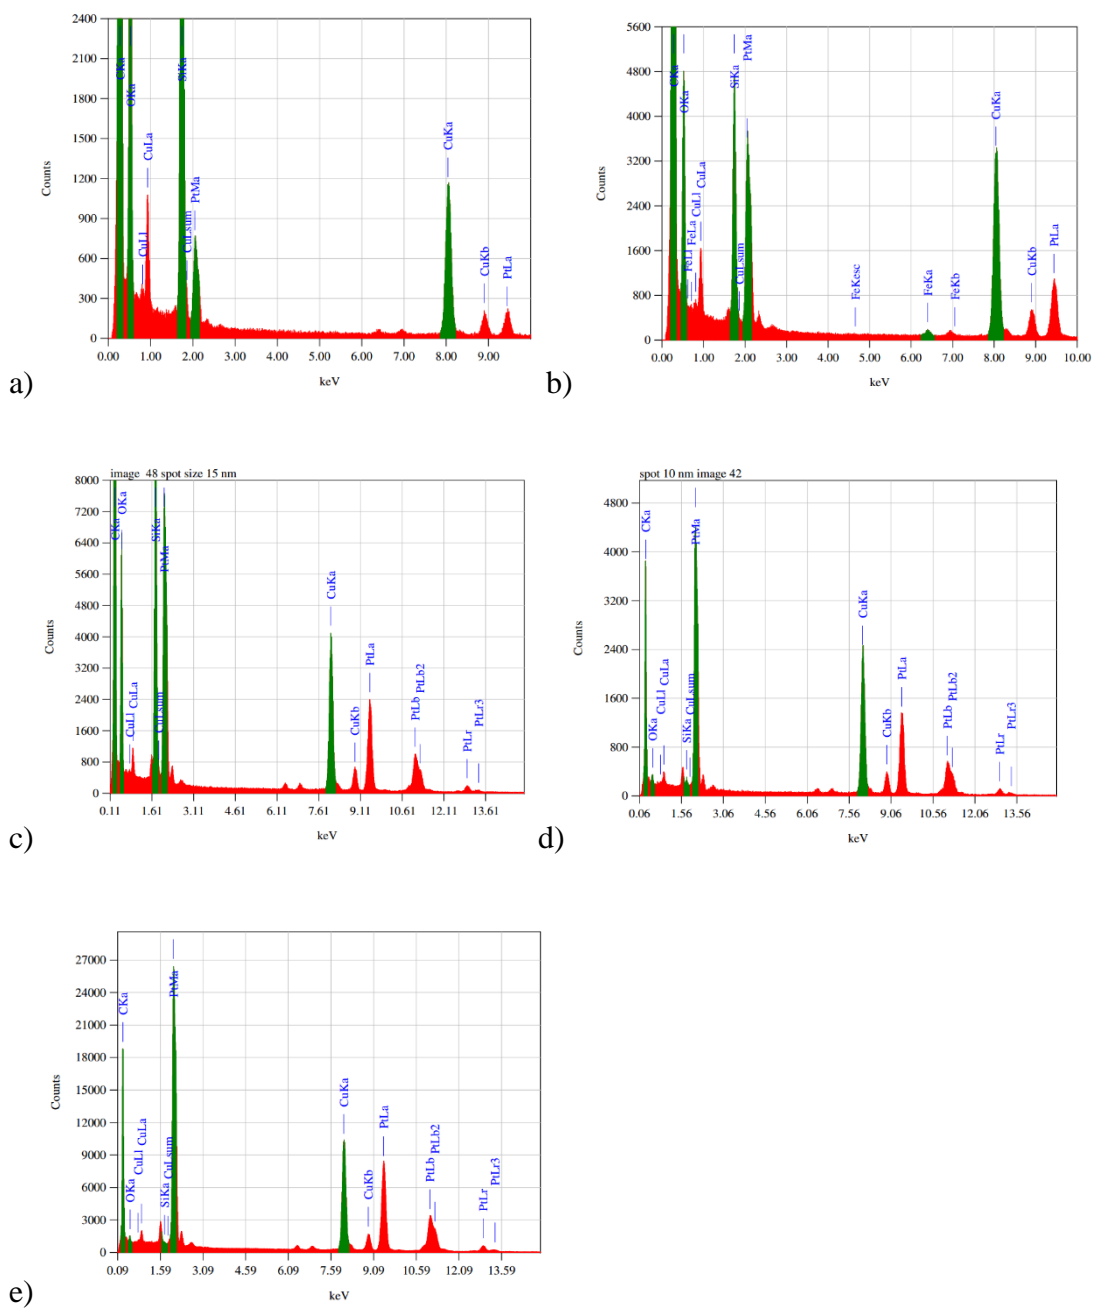 2400
2100
1800
1500
1200
900
600
300
0
Counts
CKa
OKa
CuLl
CuLa
SiKa
CuLsum
PtMa
CuKa
CuKb
PtLa
0.00 1.00 2.00 3.00 4.00 5.00 6.00 7.00 8.00 9.00
keV
a)
5600
4800
4000
3200
2400
1600
800
0
Counts
CKa
OKa
FeLl
FeLa
CuLl
CuLa
SiKa
CuLsum
PtMa
FeKesc
FeKa
FeKb
CuKa
CuKb
PtLa
0.00 1.00 2.00 3.00 4.00 5.00 6.00 7.00 8.00 9.00 10.00
keV
b)
image 48 spot size 15 nm
8000
7200
6400
5600
4800
4000
3200
2400
1600
800
0
Counts
CKa
OKa
CuLl
CuLa
SiKa
CuLsum
PtMa
CuKa
CuKb
PtLa
PtLb
PtLb2
PtLr
PtLr3
0.11 1.61 3.11 4.61 6.11 7.61 9.11 10.61 12.11 13.61
keV
c)
spot 10 nm image 42
4800
4000
3200
2400
1600
800
0
Counts
CKa
OKa
CuLl
CuLa
SiKa
CuLsum
PtMa
CuKa
CuKb
PtLa
PtLb
PtLb2
PtLr
PtLr3
0.06 1.56 3.06 4.56 6.06 7.56 9.06 10.56 12.06 13.56
keV
d)
27000
24000
21000
18000
15000
12000
9000
6000
3000
0
Counts
CKa
OKa
CuLl
CuLa
SiKa
CuLsum
PtMa
CuKa
CuKb
PtLa
PtLb
PtLb2
PtLr
PtLr3
0.09 1.59 3.09 4.59 6.09 7.59 9.09 10.59 12.09 13.59
keV
e)